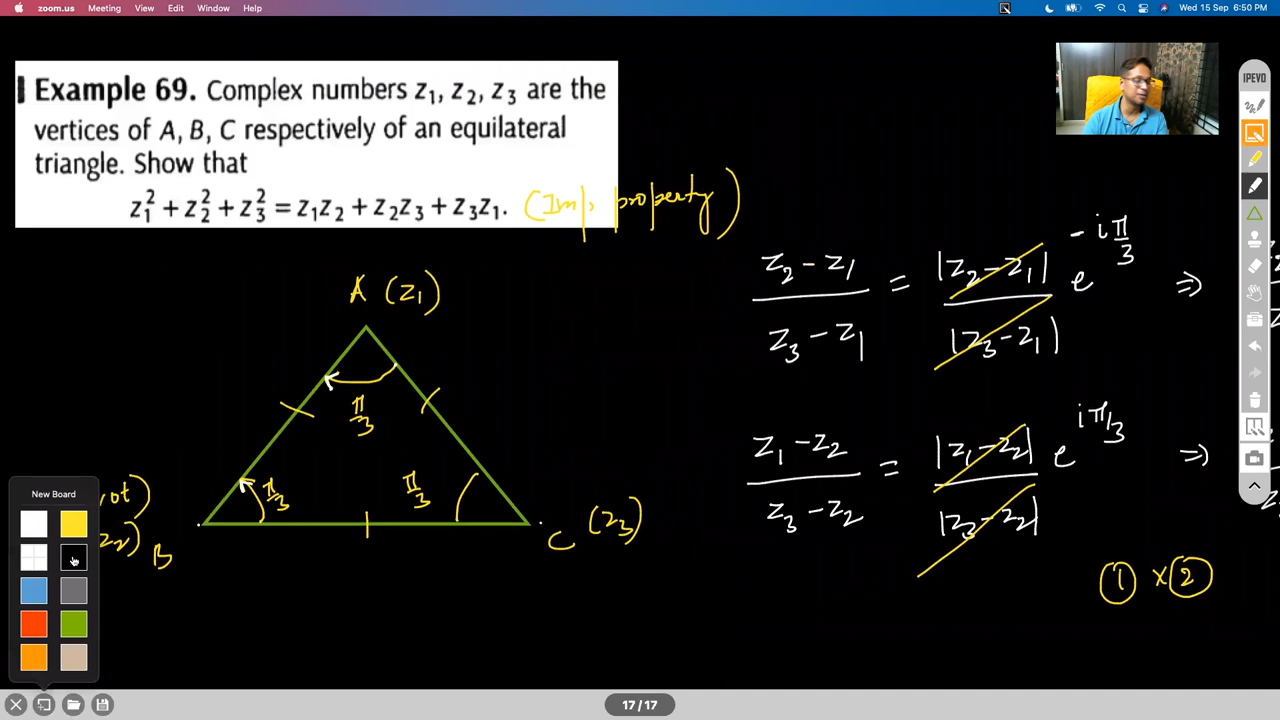 zoom.us Meeting View Edit Window Help
Wed 15 Sep 6:50 PM
Example 69. Complex numbers z₁, z₂, z₃ are the
vertices of A, B, C respectively of an equilateral
triangle. Show that
z₁² + z₂² + z₃² = z₁z₂ + z₂z₃ + z₃z₁.
(Imp. property)
IPEVO
A (z₁)
π/3
π/3
π/3
ot)
z₂) B
C (z₃)
(z₂ - z₁)/(z₃ - z₁) = |z₂ - z₁|/|z₃ - z₁| e^(-iπ/3) ⇒
(z₁ - z₂)/(z₃ - z₂) = |z₁ - z₂|/|z₃ - z₂| e^(iπ/3) ⇒
① × ②
New Board
17 / 17